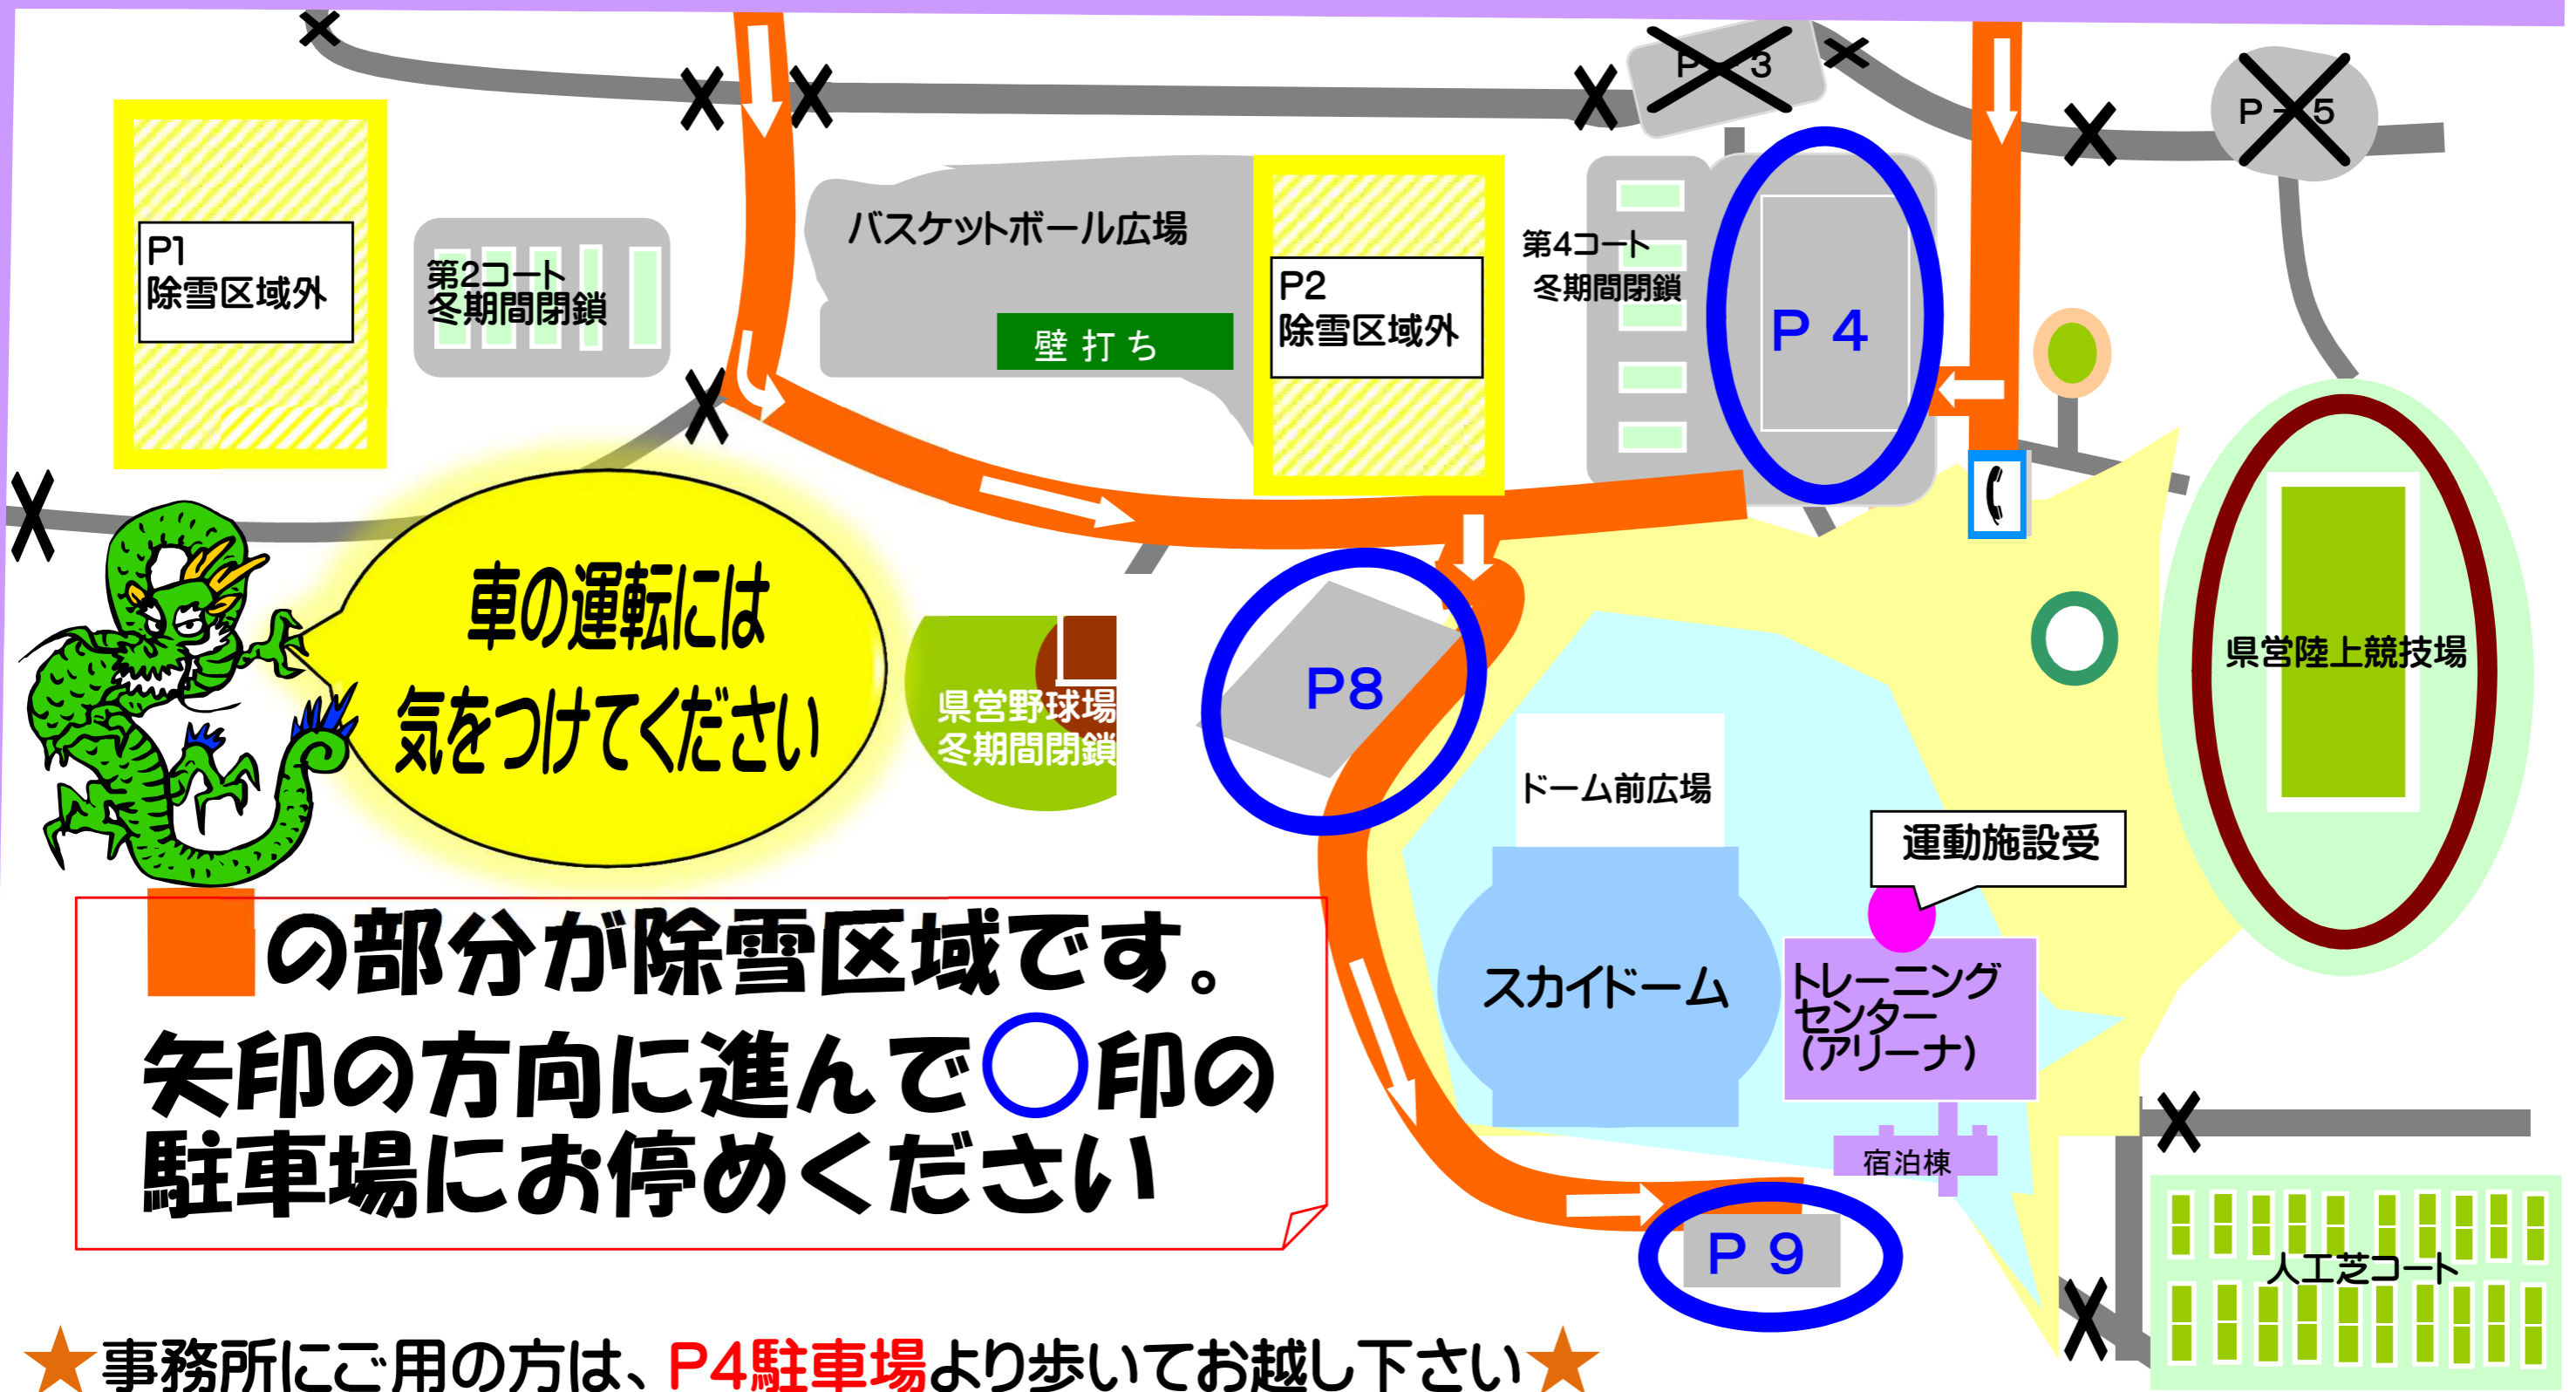 P-3
P-5
P1
除雪区域外
第2コート
冬期間閉鎖
バスケットボール広場
壁打ち
P2
除雪区域外
第4コート
冬期間閉鎖
P4
車の運転には
気をつけてください
県営野球場
冬期間閉鎖
P8
ドーム前広場
運動施設受
県営陸上競技場
スカイドーム
トレーニング
センター
(アリーナ)
宿泊棟
P9
人工芝コート
の部分が除雪区域です。
矢印の方向に進んで○印の
駐車場にお停めください
★事務所にご用の方は、P4駐車場より歩いてお越し下さい★